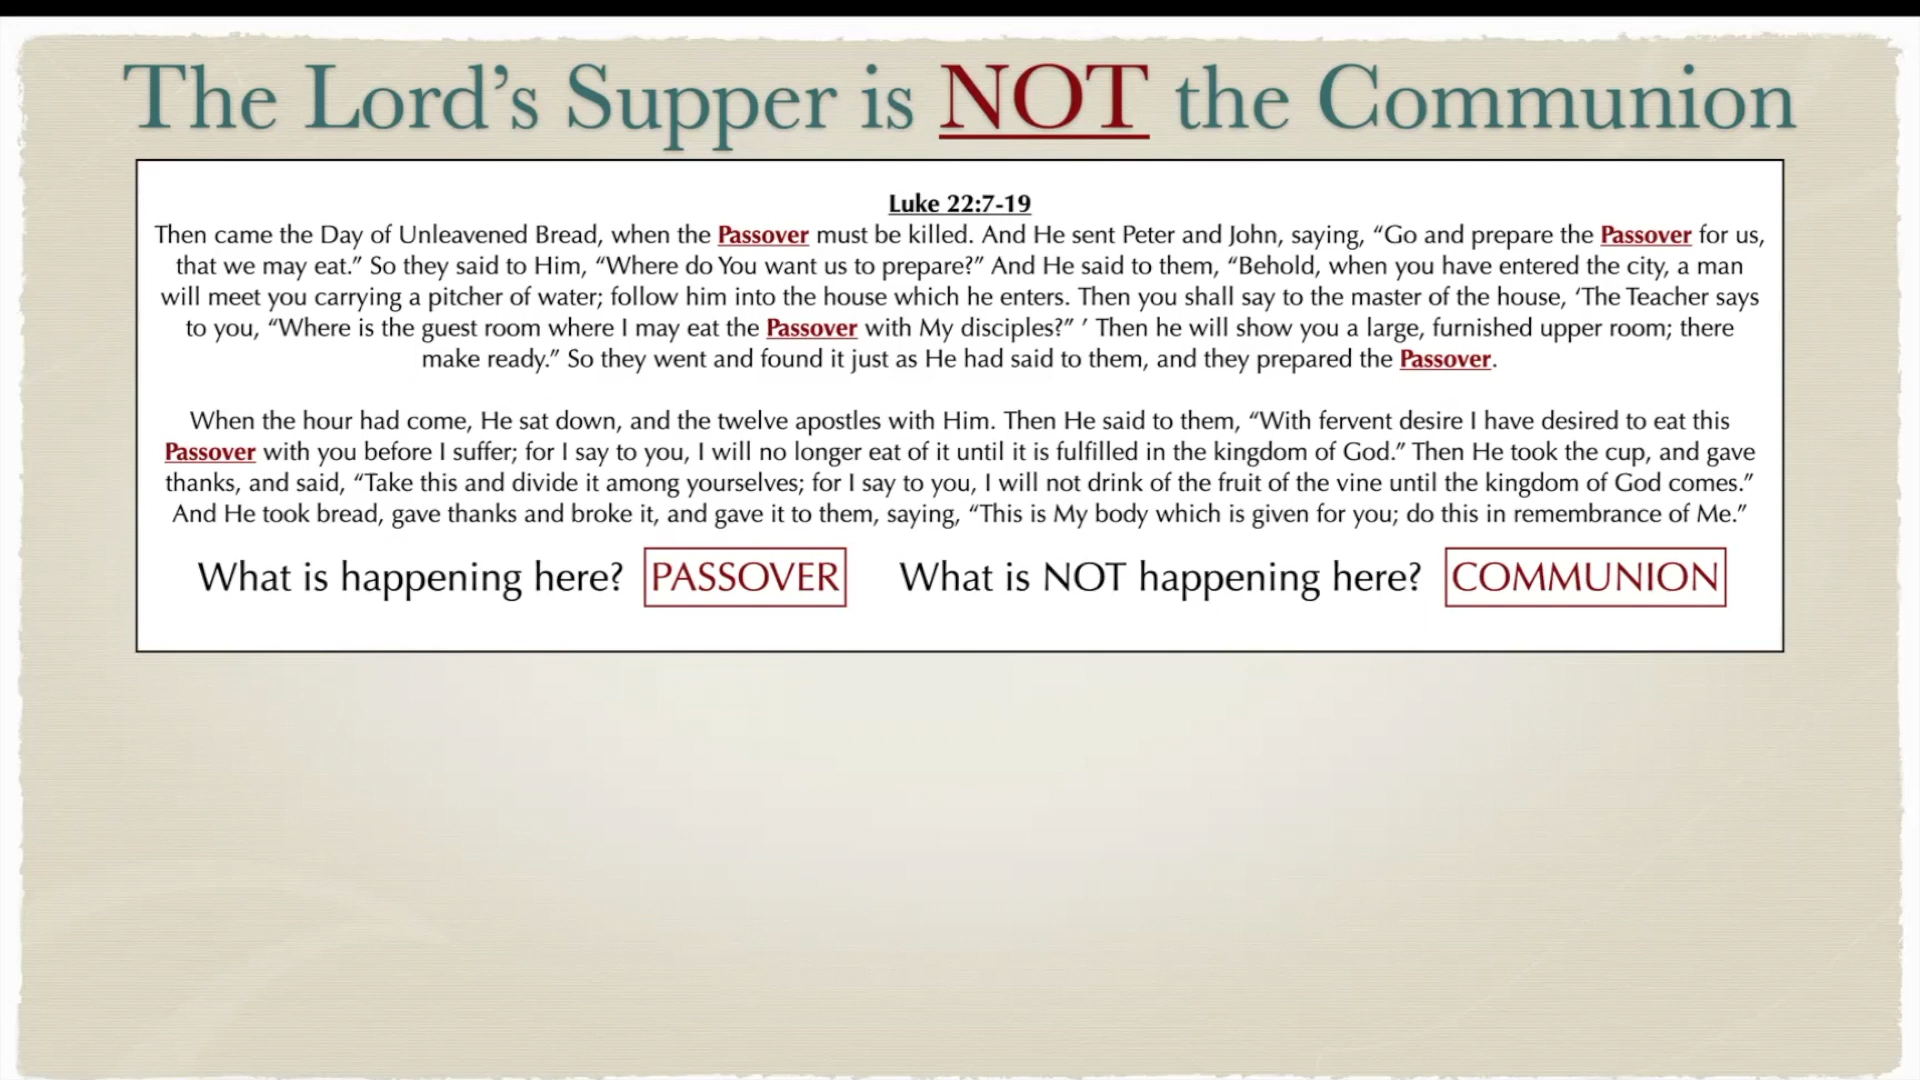 The Lord’s Supper is NOT the Communion
Luke 22:7-19
Then came the Day of Unleavened Bread, when the Passover must be killed. And He sent Peter and John, saying, “Go and prepare the Passover for us,
that we may eat.” So they said to Him, “Where do You want us to prepare?” And He said to them, “Behold, when you have entered the city, a man
will meet you carrying a pitcher of water; follow him into the house which he enters. Then you shall say to the master of the house, ‘The Teacher says
to you, “Where is the guest room where I may eat the Passover with My disciples?” ’ Then he will show you a large, furnished upper room; there
make ready.” So they went and found it just as He had said to them, and they prepared the Passover.
When the hour had come, He sat down, and the twelve apostles with Him. Then He said to them, “With fervent desire I have desired to eat this
Passover with you before I suffer; for I say to you, I will no longer eat of it until it is fulfilled in the kingdom of God.” Then He took the cup, and gave
thanks, and said, “Take this and divide it among yourselves; for I say to you, I will not drink of the fruit of the vine until the kingdom of God comes.”
And He took bread, gave thanks and broke it, and gave it to them, saying, “This is My body which is given for you; do this in remembrance of Me.”
What is happening here? PASSOVER What is NOT happening here? COMMUNION